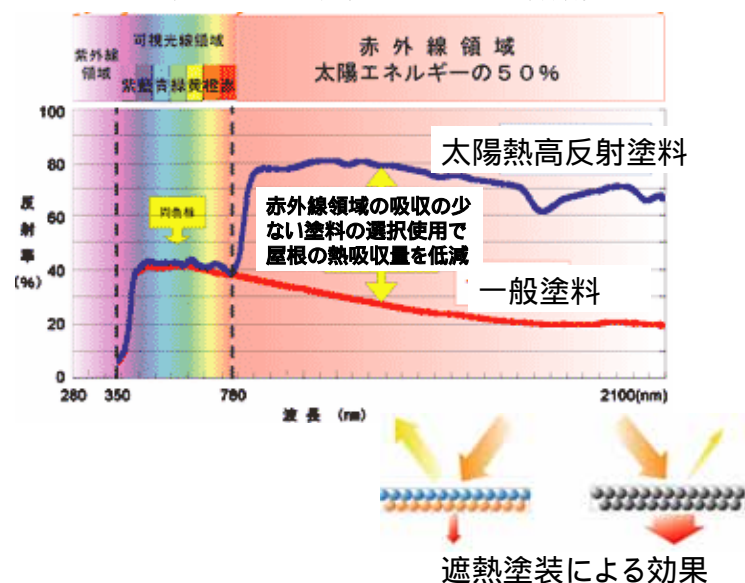 紫外線
領域
可視光線領域
紫藍青緑黄橙赤
赤外線領域
太陽エネルギーの50%
100
80
60
40
20
0
反射率(%)
太陽熱高反射塗料
同色様
赤外線領域の吸収の少
ない塗料の選択使用で
屋根の熱吸収量を低減
一般塗料
280 350 780 2100(nm)
波長 (nm)
遮熱塗装による効果